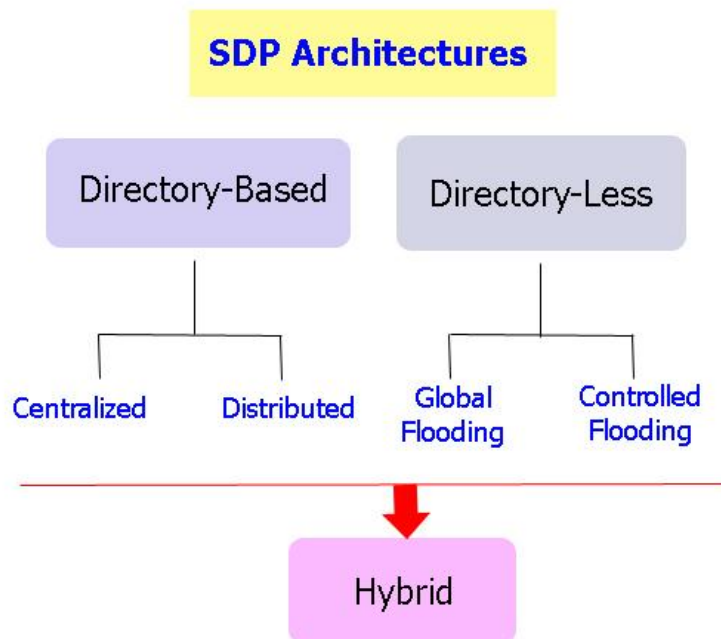 SDP Architectures
Directory-Based
Directory-Less
Centralized
Distributed
Global
Flooding
Controlled
Flooding
Hybrid